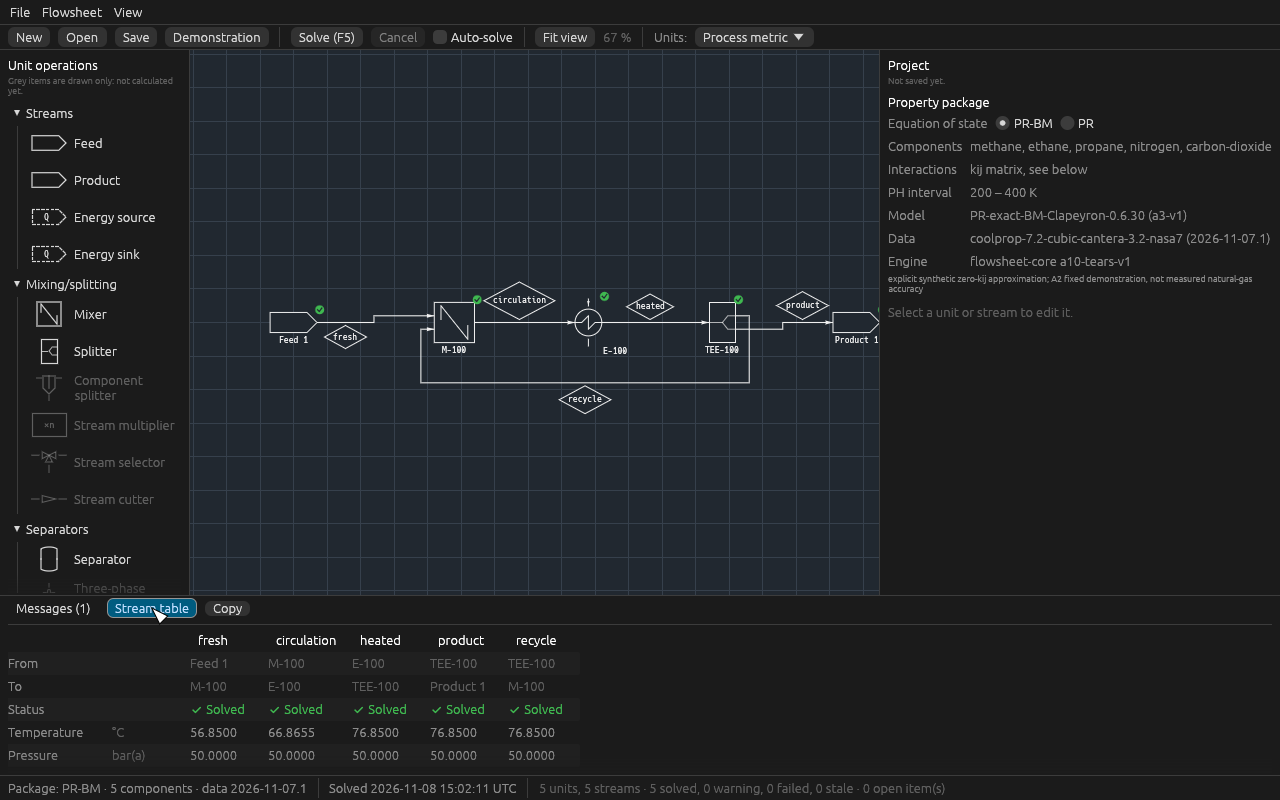 File Flowsheet View
New Open Save Demonstration Solve (F5) Cancel Auto-solve Fit view 67 % Units: Process metric
Unit operations
Grey items are drawn only: not calculated
yet.
Streams
Feed
Product
Q Energy source
Q Energy sink
Mixing/splitting
Mixer
Splitter
Component
splitter
×n Stream multiplier
Stream selector
Stream cutter
Separators
Separator
Three-phase
circulation
heated
product
Feed 1
fresh
M-100
E-100
TEE-100
Product 1
recycle
Project
Not saved yet.
Property package
Equation of state PR-BM PR
Components methane, ethane, propane, nitrogen, carbon-dioxide
Interactions kij matrix, see below
PH interval 200 – 400 K
Model PR-exact-BM-Clapeyron-0.6.30 (a3-v1)
Data coolprop-7.2-cubic-cantera-3.2-nasa7 (2026-11-07.1)
Engine flowsheet-core a10-tears-v1
explicit synthetic zero-kij approximation; A2 fixed demonstration, not measured natural-gas
accuracy
Select a unit or stream to edit it.
Messages (1) Stream table Copy
fresh circulation heated product recycle
From Feed 1 M-100 E-100 TEE-100 TEE-100
To M-100 E-100 TEE-100 Product 1 M-100
Status ✓ Solved ✓ Solved ✓ Solved ✓ Solved ✓ Solved
Temperature °C 56.8500 66.8655 76.8500 76.8500 76.8500
Pressure bar(a) 50.0000 50.0000 50.0000 50.0000 50.0000
Package: PR-BM · 5 components · data 2026-11-07.1 Solved 2026-11-08 15:02:11 UTC 5 units, 5 streams · 5 solved, 0 warning, 0 failed, 0 stale · 0 open item(s)